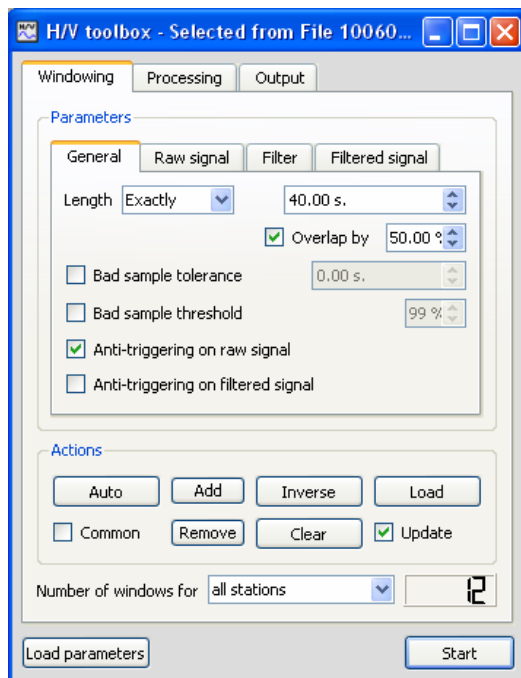 H/V toolbox - Selected from File 10060...
Windowing Processing Output
Parameters
General Raw signal Filter Filtered signal
Length Exactly 40.00 s.
Overlap by 50.00 %
Bad sample tolerance 0.00 s.
Bad sample threshold 99 %
Anti-triggering on raw signal
Anti-triggering on filtered signal
Actions
Auto Add Inverse Load
Common Remove Clear Update
Number of windows for all stations 12
Load parameters Start